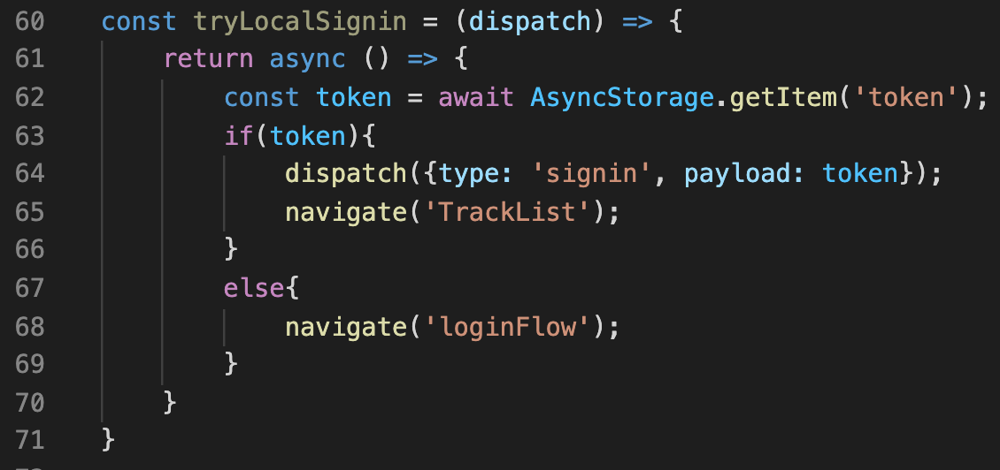 60 const tryLocalSignin = (dispatch) => {
61 return async () => {
62 const token = await AsyncStorage.getItem('token');
63 if(token){
64 dispatch({type: 'signin', payload: token});
65 navigate('TrackList');
66 }
67 else{
68 navigate('loginFlow');
69 }
70 }
71 }